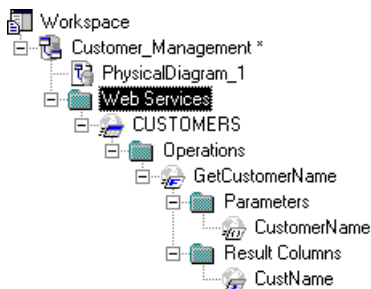 Workspace
Customer_Management *
PhysicalDiagram_1
Web Services
CUSTOMERS
Operations
GetCustomerName
Parameters
CustomerName
Result Columns
CustName